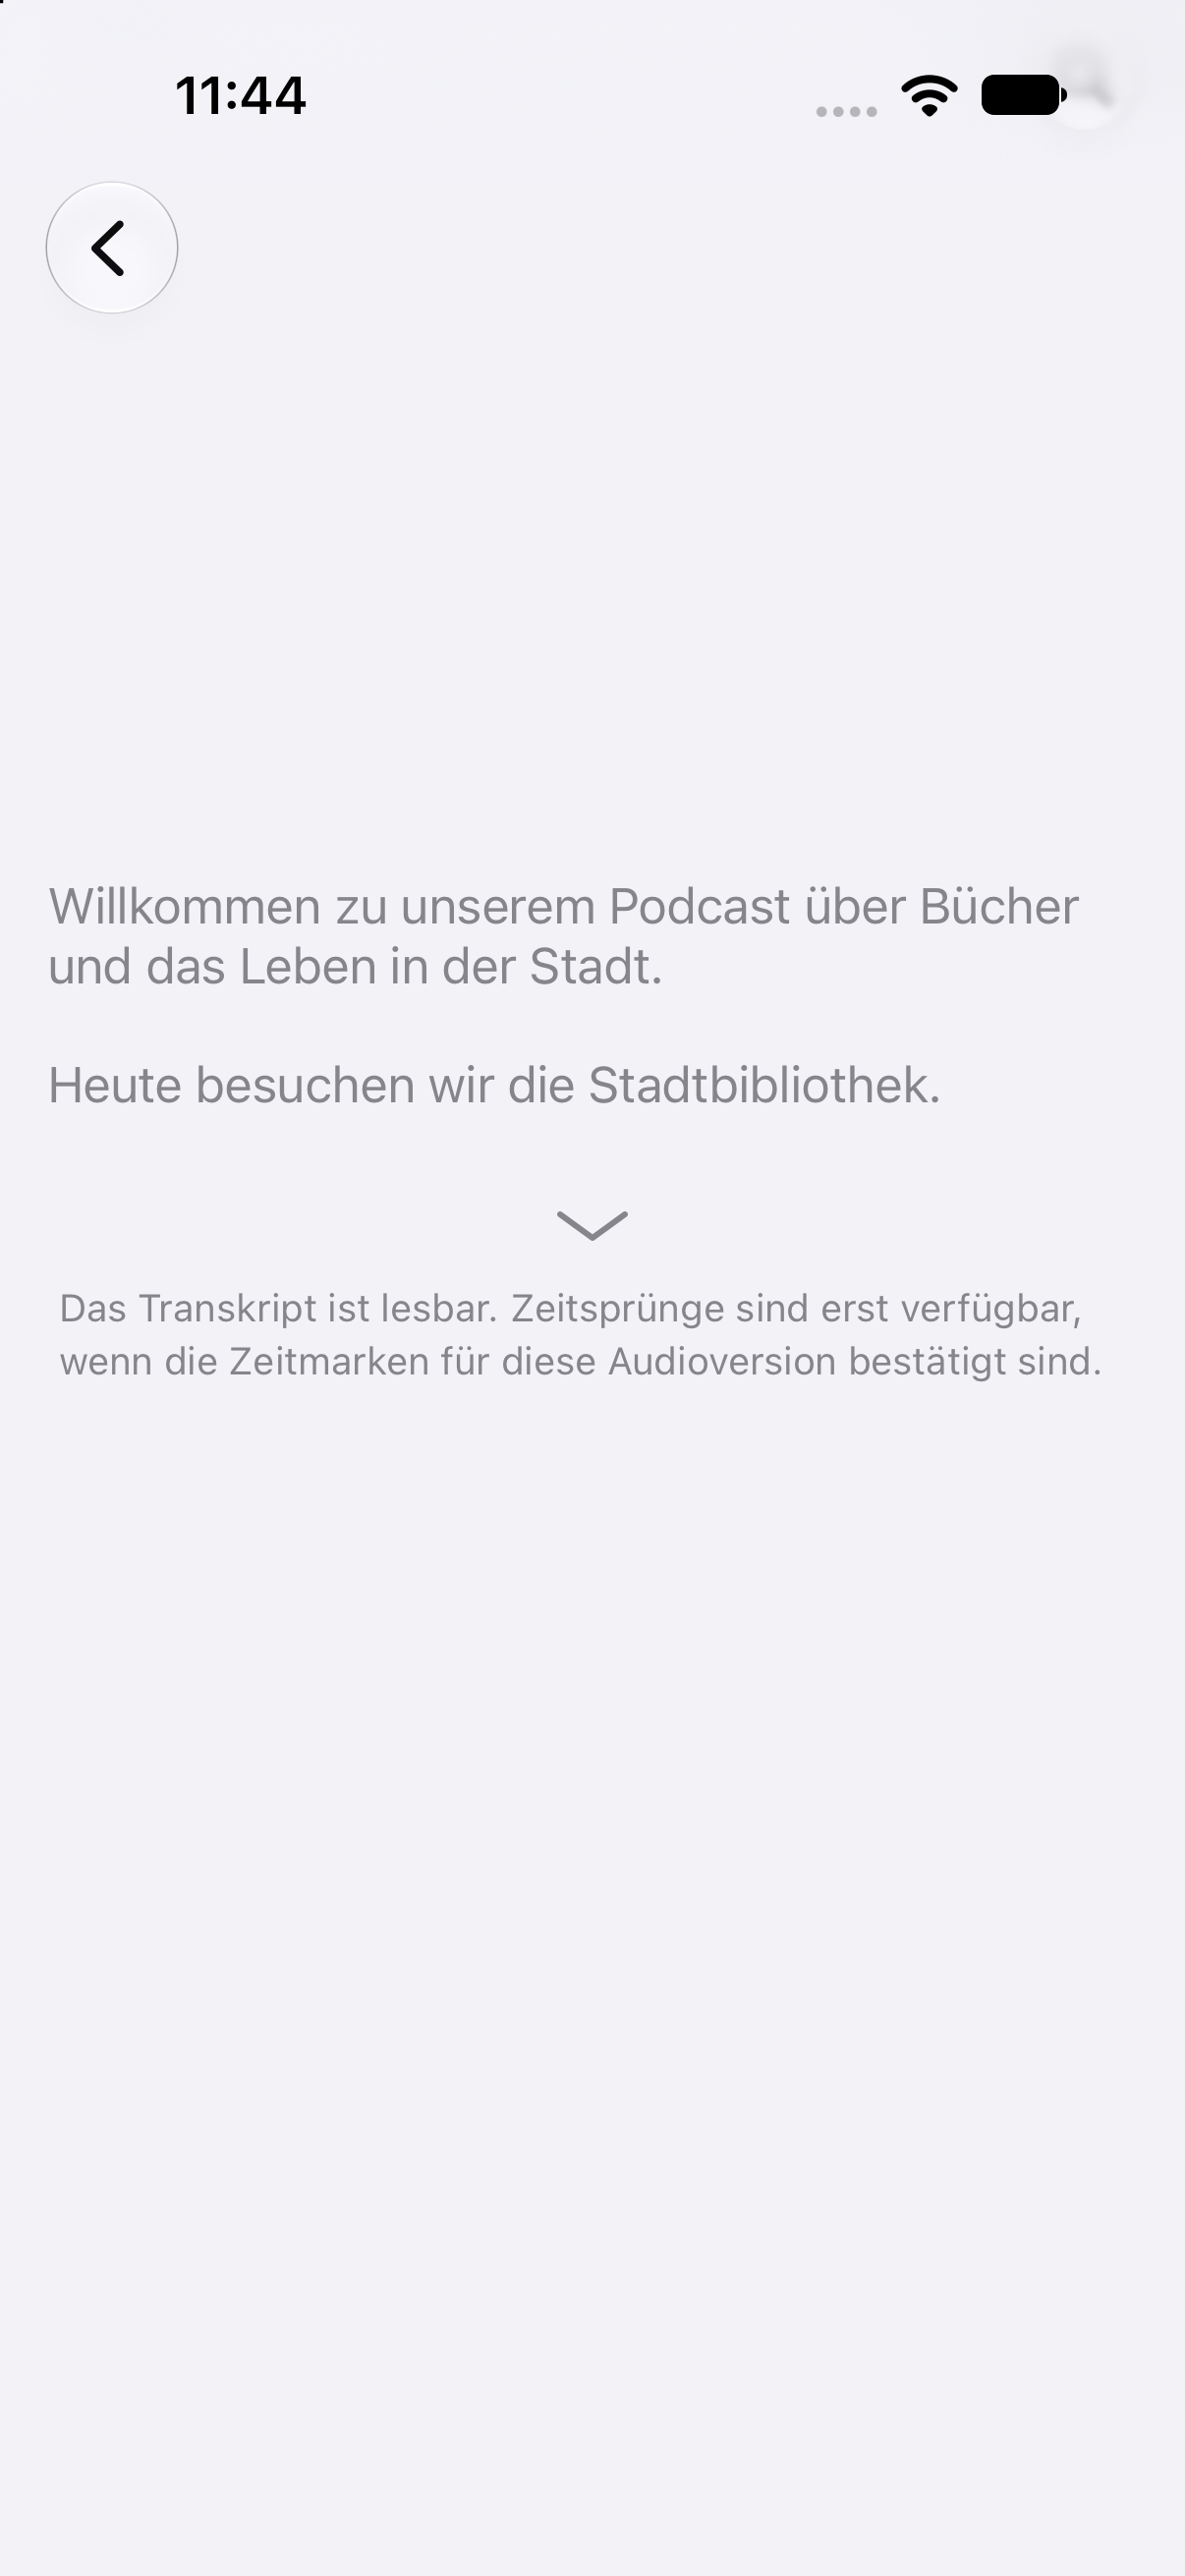 11:44
Willkommen zu unserem Podcast über Bücher
und das Leben in der Stadt.
Heute besuchen wir die Stadtbibliothek.
Das Transkript ist lesbar. Zeitsprünge sind erst verfügbar,
wenn die Zeitmarken für diese Audioversion bestätigt sind.